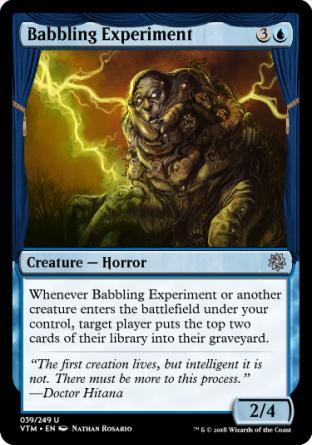 Babbling Experiment 3
Creature — Horror
Whenever Babbling Experiment or another
creature enters the battlefield under your
control, target player puts the top two
cards of their library into their graveyard.
"The first creation lives, but intelligent it is
not. There must be more to this process."
—Doctor Hitana
2/4
039/249 U
VTM • EN Nathan Rosario
™ & © 2018 Wizards of the Coast